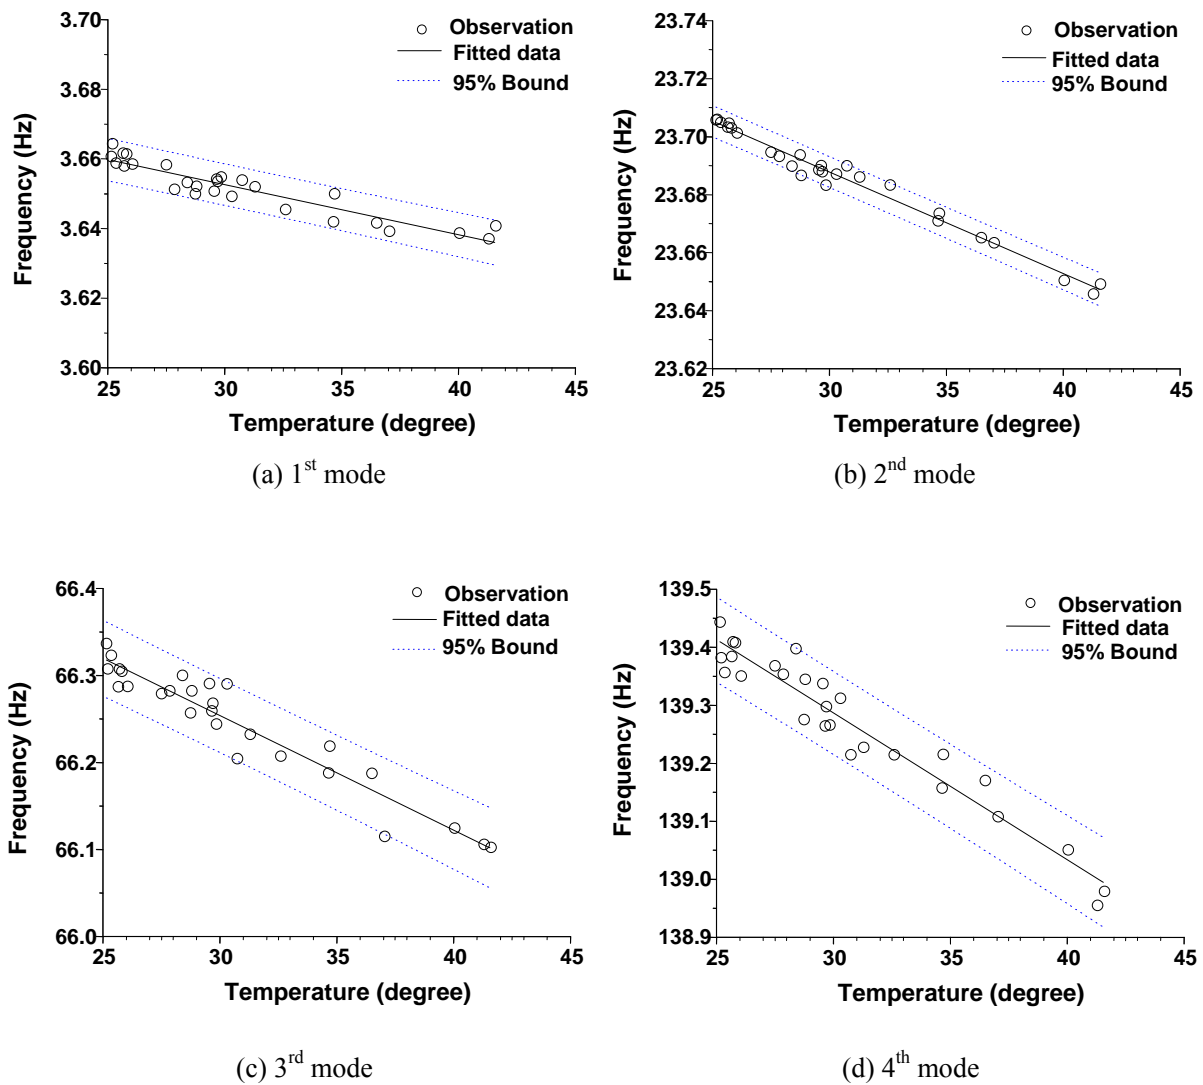 3.70
3.68
3.66
3.64
3.62
3.60
25 30 35 40 45
Frequency (Hz)
Temperature (degree)
Observation
Fitted data
95% Bound
(a) 1st mode
23.74
23.72
23.70
23.68
23.66
23.64
23.62
25 30 35 40 45
Frequency (Hz)
Temperature (degree)
Observation
Fitted data
95% Bound
(b) 2nd mode
66.4
66.3
66.2
66.1
66.0
25 30 35 40 45
Frequency (Hz)
Temperature (degree)
Observation
Fitted data
95% Bound
(c) 3rd mode
139.5
139.4
139.3
139.2
139.1
139.0
138.9
25 30 35 40 45
Frequency (Hz)
Temperature (degree)
Observation
Fitted data
95% Bound
(d) 4th mode